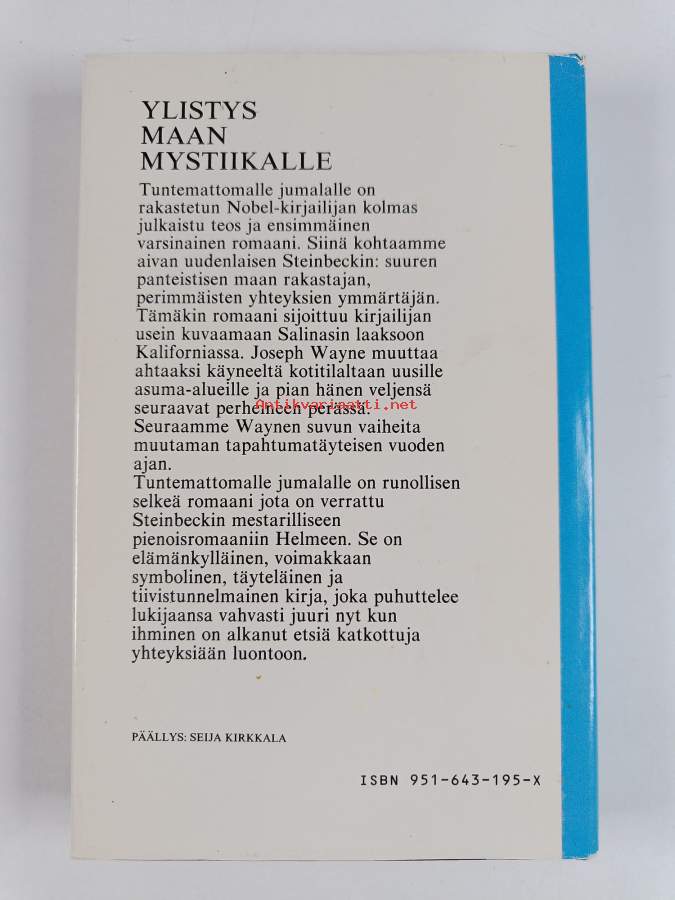 YLISTYS
MAAN
MYSTIIKALLE
Tuntemattomalle jumalalle on
rakastetun Nobel-kirjailijan kolmas
julkaistu teos ja ensimmäinen
varsinainen romaani. Siinä kohtaamme
aivan uudenlaisen Steinbeckin: suuren
panteistisen maan rakastajan,
perimmäisten yhteyksien ymmärtäjän.
Tämäkin romaani sijoittuu kirjailijan
usein kuvaamaan Salinasin laaksoon
Kaliforniassa. Joseph Wayne muuttaa
ahtaaksi käyneeltä kotitilaltaan uusille
asuma-alueille ja pian hänen veljensä
seuraavat perheineen perässä.
Antikvariaatti.net
Seuraamme Waynen suvun vaiheita
muutaman tapahtumatäyteisen vuoden
ajan.
Tuntemattomalle jumalalle on runollisen
selkeä romaani jota on verrattu
Steinbeckin mestarilliseen
pienoisromaaniin Helmeen. Se on
elämänkylläinen, voimakkaan
symbolinen, täyteläinen ja
tiivistunnelmainen kirja, joka puhuttelee
lukijaansa vahvasti juuri nyt kun
ihminen on alkanut etsiä katkottuja
yhteyksiään luontoon.
PÄÄLLYS: SEIJA KIRKKALA
ISBN 951-643-195-X